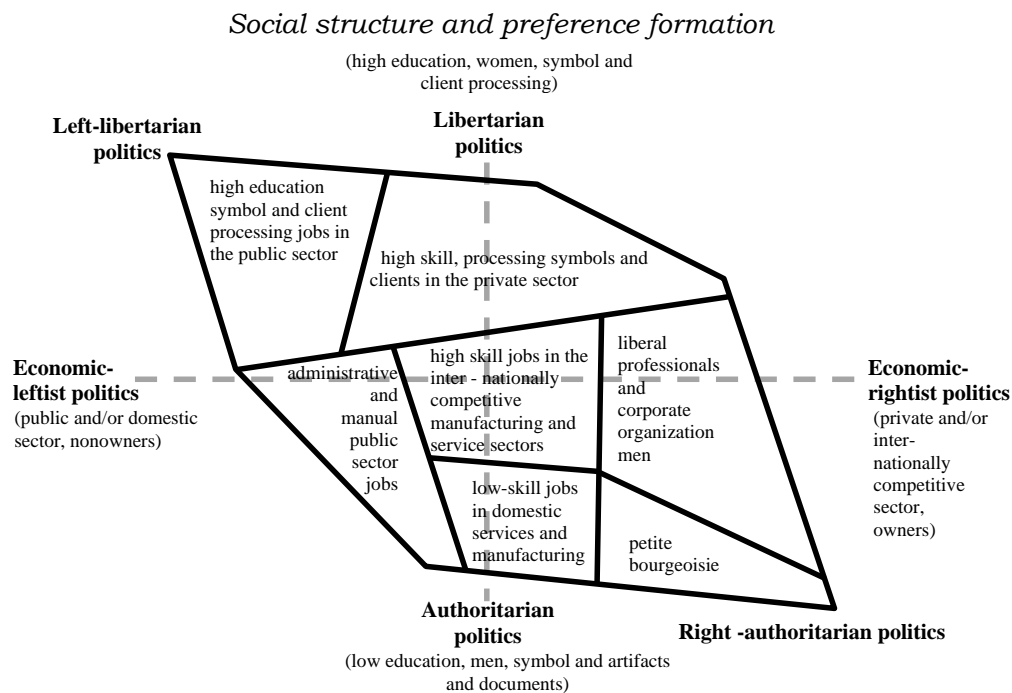 Social structure and preference formation
(high education, women, symbol and
client processing)
Left-libertarian
politics
Libertarian
politics
high education
symbol and client
processing jobs in
the public sector
high skill, processing symbols and
clients in the private sector
Economic-
leftist politics
(public and/or domestic
sector, nonowners)
administrative
and
manual
public
sector
jobs
high skill jobs in the
inter - nationally
competitive
manufacturing and
service sectors
liberal
professionals
and
corporate
organization
men
Economic-
rightist politics
(private and/or
inter-
nationally
competitive
sector,
owners)
low-skill jobs
in domestic
services and
manufacturing
petite
bourgeoisie
Authoritarian
politics
(low education, men, symbol and artifacts
and documents)
Right -authoritarian politics